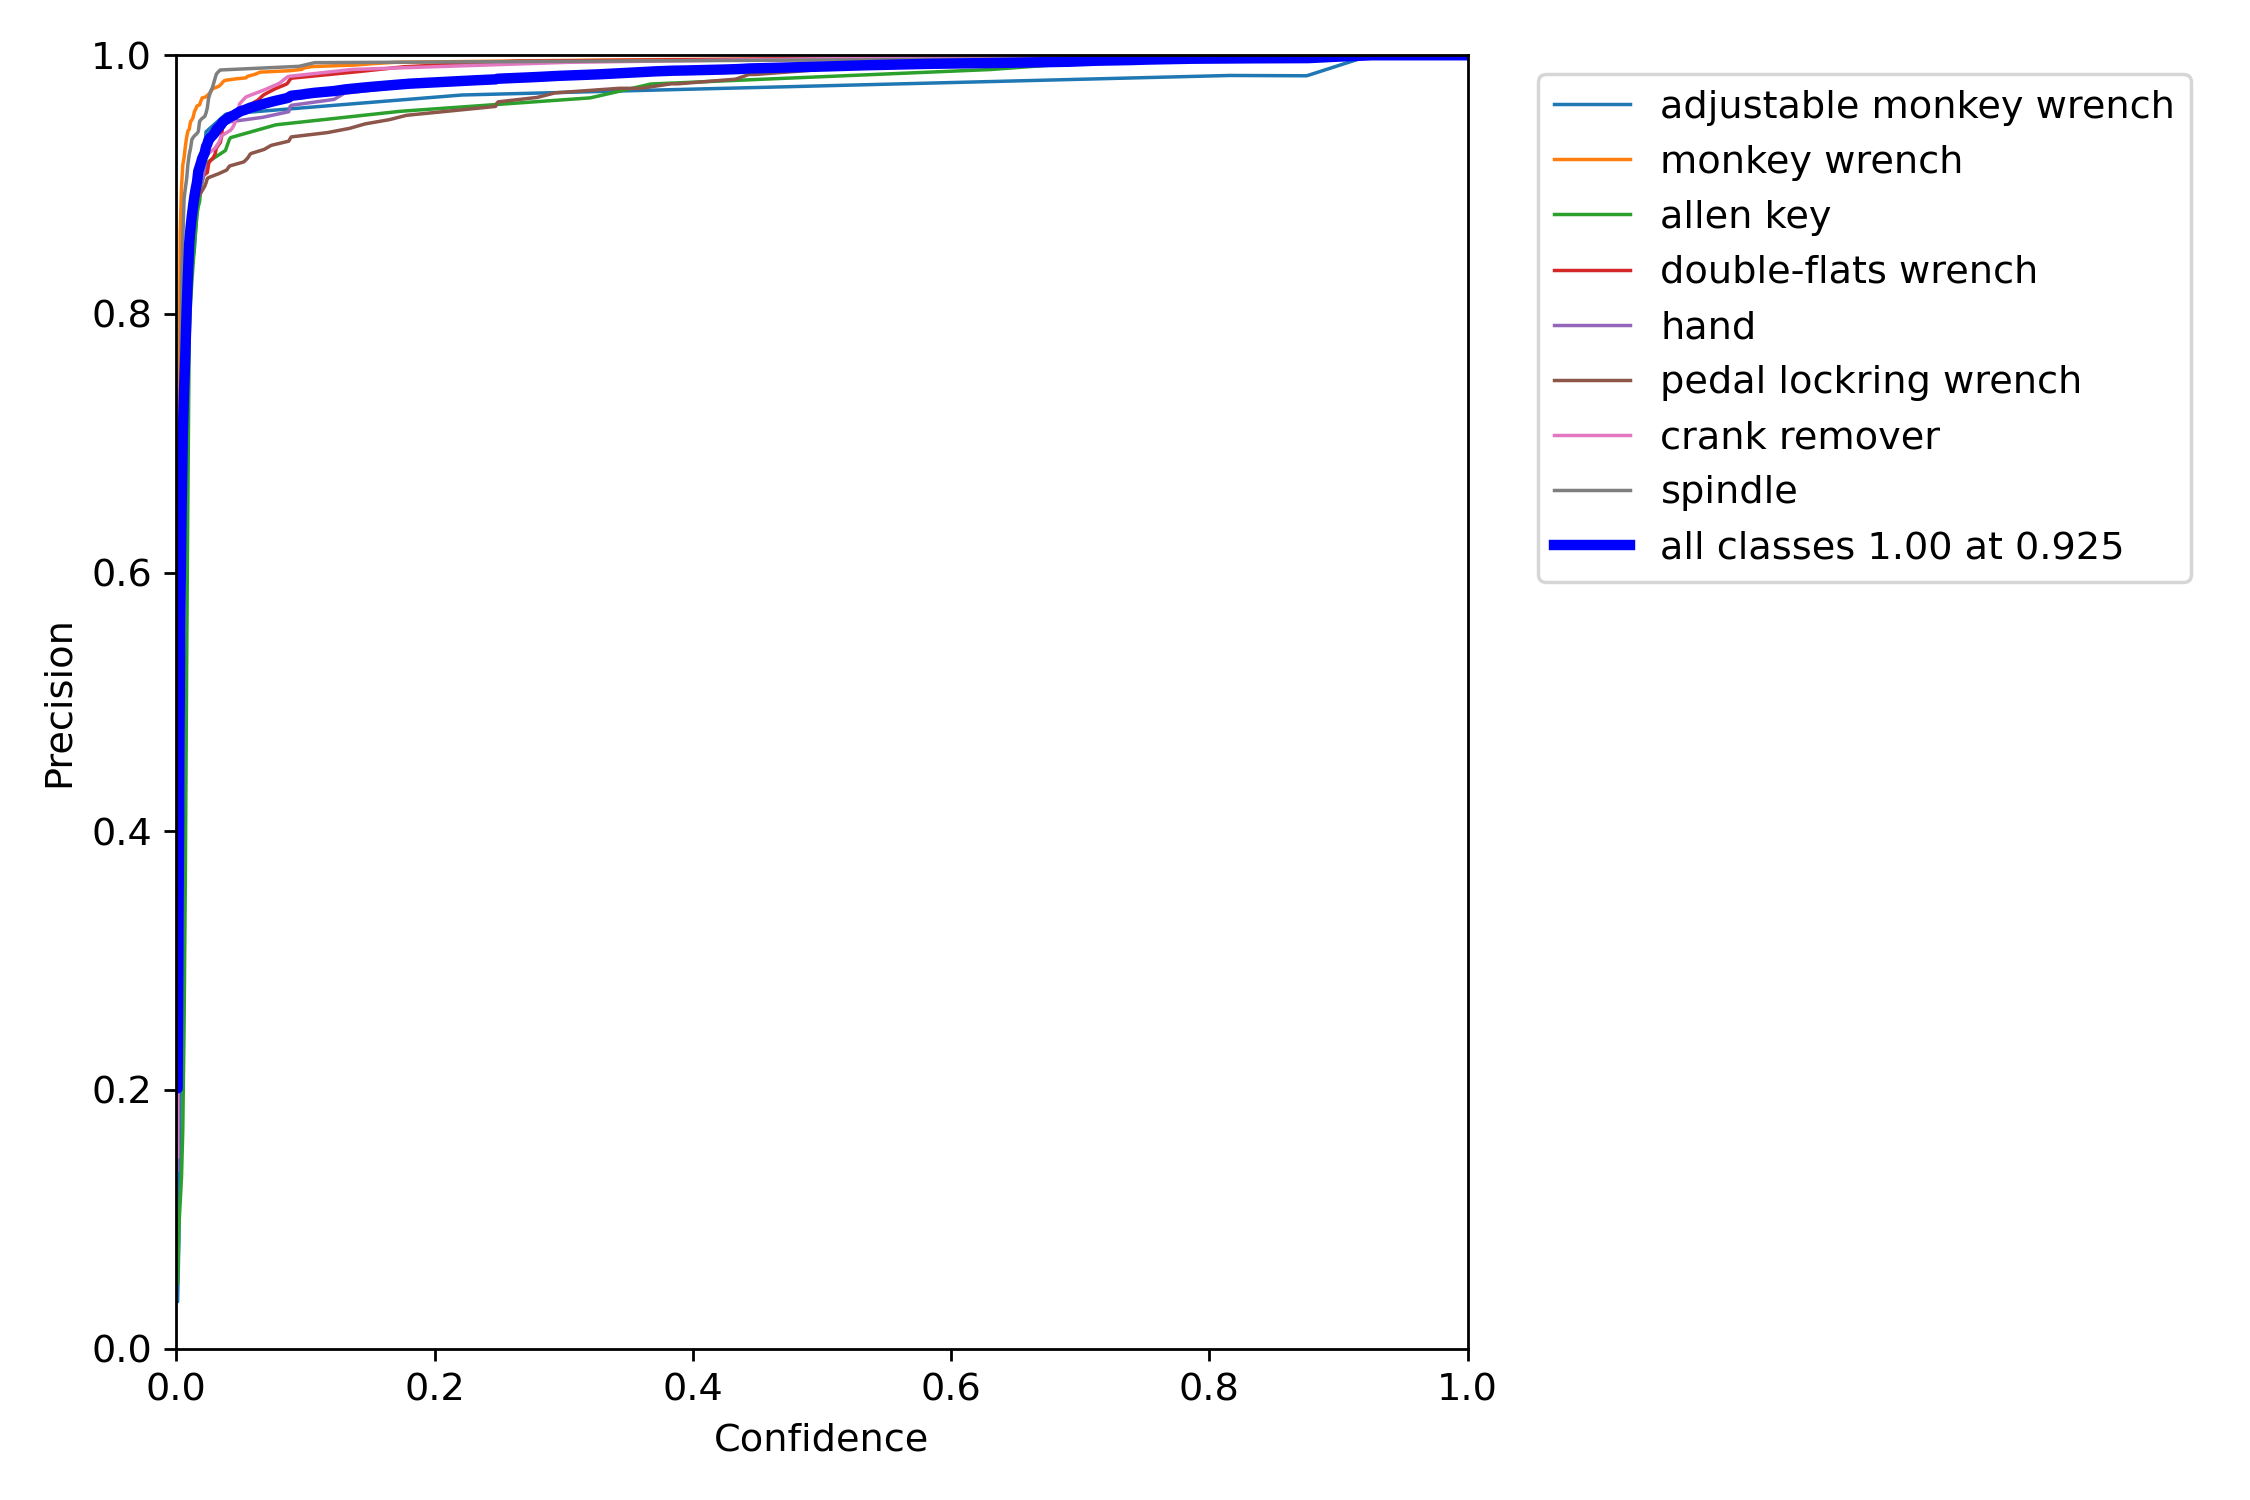 1.0
0.8
0.6
0.4
0.2
0.0
Precision
0.0 0.2 0.4 0.6 0.8 1.0
Confidence
adjustable monkey wrench
monkey wrench
allen key
double-flats wrench
hand
pedal lockring wrench
crank remover
spindle
all classes 1.00 at 0.925